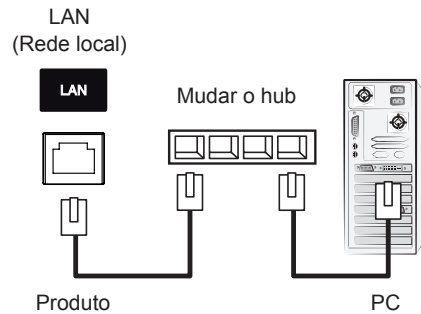 LAN
(Rede local)
LAN
Mudar o hub
Produto
PC